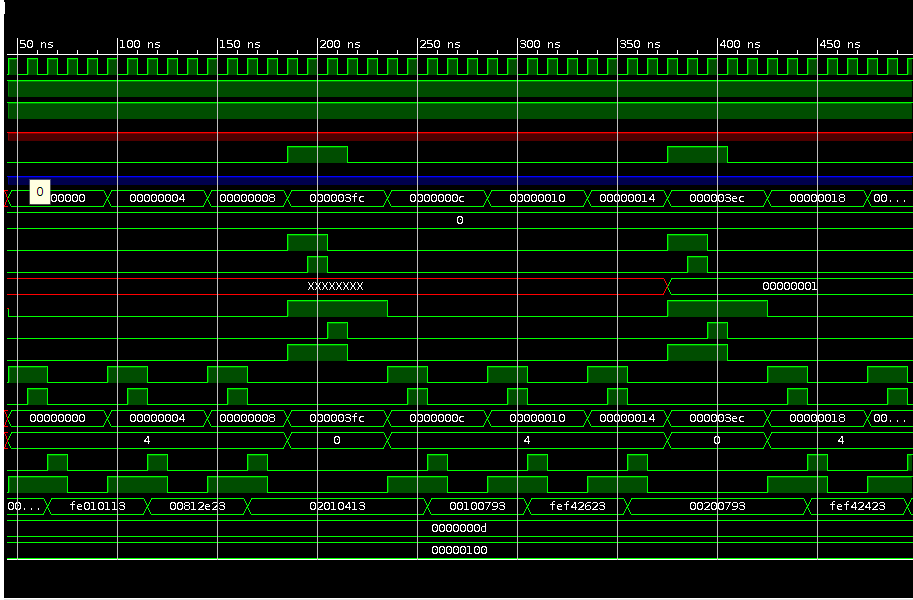 50 ns 100 ns 150 ns 200 ns 250 ns 300 ns 350 ns 400 ns 450 ns
0 00000 00000004 00000008 000003fc 0000000c 00000010 00000014 000003ec 00000018 00...
0
XXXXXXXX 00000001
00000000 00000004 00000008 000003fc 0000000c 00000010 00000014 000003ec 00000018 00...
4 0 4 0 4
00... fe010113 00812e23 02010413 00100793 fef42623 00200793 fef42423
0000000d
00000100